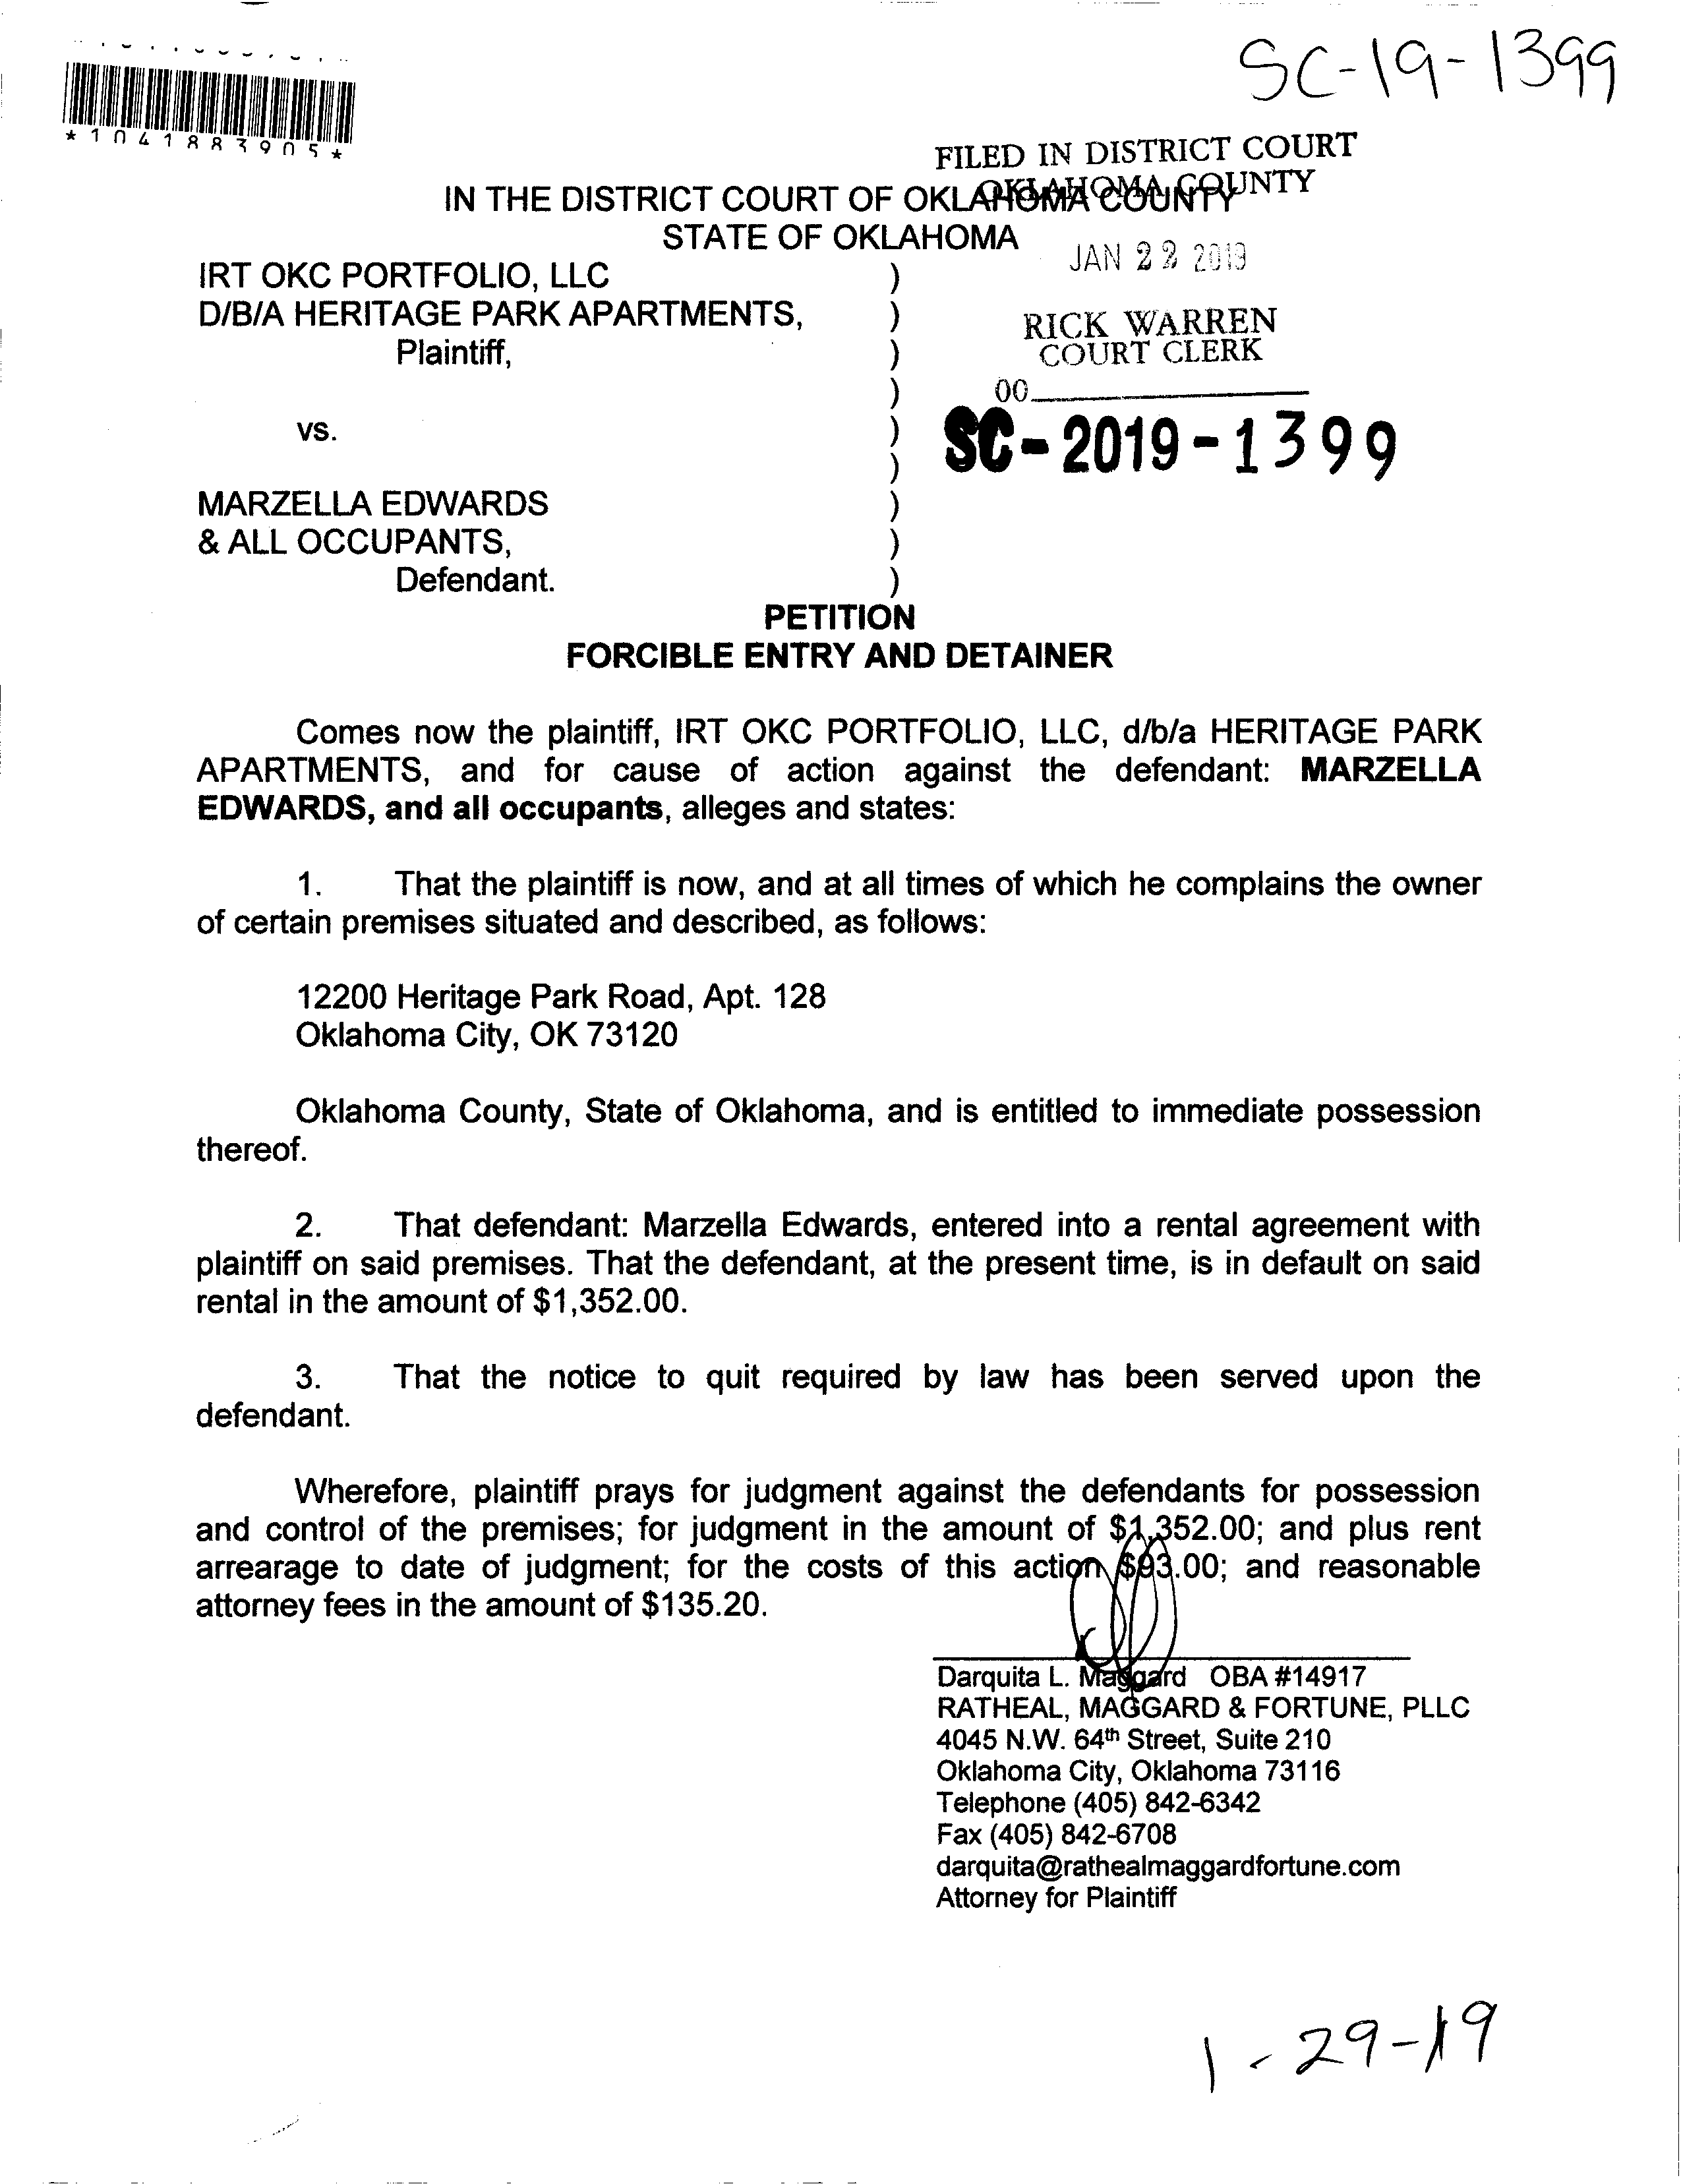 SC-19-1399
*1041883905*
FILED IN DISTRICT COURT
OKLAHOMA COUNTY
IN THE DISTRICT COURT OF OKLAHOMA COUNTY
STATE OF OKLAHOMA
JAN 22 2019
IRT OKC PORTFOLIO, LLC )
D/B/A HERITAGE PARK APARTMENTS, )
RICK WARREN
Plaintiff, )
COURT CLERK
)
00
vs. )
SC-2019-1399
)
MARZELLA EDWARDS )
& ALL OCCUPANTS, )
Defendant. )
PETITION
FORCIBLE ENTRY AND DETAINER
Comes now the plaintiff, IRT OKC PORTFOLIO, LLC, d/b/a HERITAGE PARK
APARTMENTS, and for cause of action against the defendant: MARZELLA
EDWARDS, and all occupants, alleges and states:
1. That the plaintiff is now, and at all times of which he complains the owner
of certain premises situated and described, as follows:
12200 Heritage Park Road, Apt. 128
Oklahoma City, OK 73120
Oklahoma County, State of Oklahoma, and is entitled to immediate possession
thereof.
2. That defendant: Marzella Edwards, entered into a rental agreement with
plaintiff on said premises. That the defendant, at the present time, is in default on said
rental in the amount of $1,352.00.
3. That the notice to quit required by law has been served upon the
defendant.
Wherefore, plaintiff prays for judgment against the defendants for possession
and control of the premises; for judgment in the amount of $1,352.00; and plus rent
arrearage to date of judgment; for the costs of this action $93.00; and reasonable
attorney fees in the amount of $135.20.
Darquita L. Maggard OBA #14917
RATHEAL, MAGGARD & FORTUNE, PLLC
4045 N.W. 64th Street, Suite 210
Oklahoma City, Oklahoma 73116
Telephone (405) 842-6342
Fax (405) 842-6708
darquita@rathealmaggardfortune.com
Attorney for Plaintiff
1-29-19